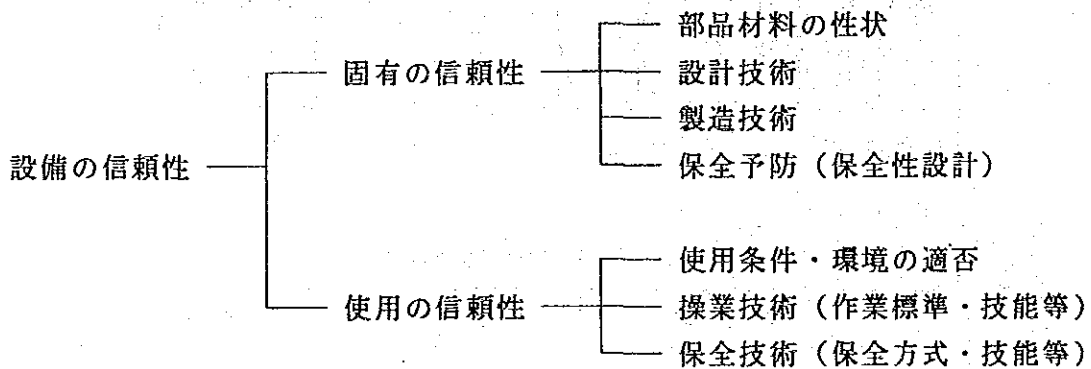 部品材料の性状
固有の信頼性
設計技術
製造技術
設備の信頼性
保全予防（保全性設計）
使用条件・環境の適否
使用の信頼性
操業技術（作業標準・技能等）
保全技術（保全方式・技能等）